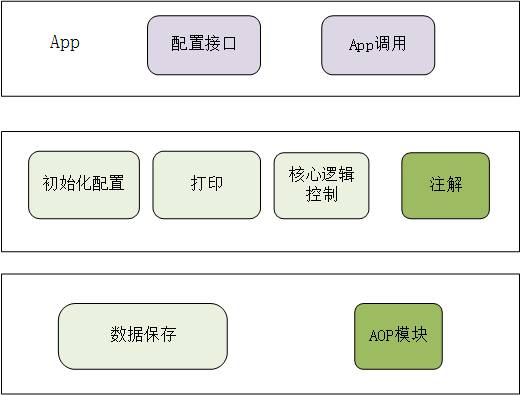 App
配置接口
App调用
初始化配置
打印
核心逻辑
控制
注解
数据保存
AOP模块